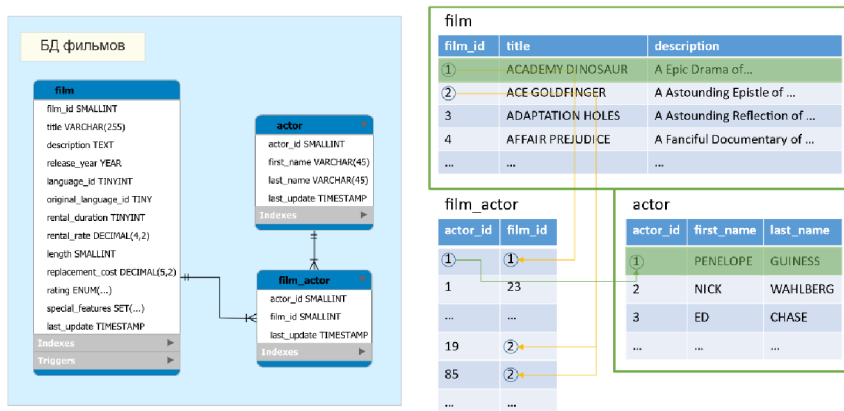 БД фильмов
film
film_id SMALLINT
title VARCHAR(255)
description TEXT
release_year YEAR
language_id TINYINT
original_language_id TINY
rental_duration TINYINT
rental_rate DECIMAL(4,2)
length SMALLINT
replacement_cost DECIMAL(5,2)
rating ENUM(...)
special_features SET(...)
last_update TIMESTAMP
Indexes
Triggers
actor
actor_id SMALLINT
first_name VARCHAR(45)
last_name VARCHAR(45)
last_update TIMESTAMP
Indexes
film_actor
actor_id SMALLINT
film_id SMALLINT
last_update TIMESTAMP
Indexes
film
film_id title description
1 ACADEMY DINOSAUR A Epic Drama of...
2 ACE GOLDFINGER A Astounding Epistle of ...
3 ADAPTATION HOLES A Astounding Reflection of ...
4 AFFAIR PREJUDICE A Fanciful Documentary of ...
... ... ...
film_actor
actor_id film_id
1 1
1 23
... ...
19 2
85 2
... ...
actor
actor_id first_name last_name
1 PENELOPE GUINESS
2 NICK WAHLBERG
3 ED CHASE
... ... ...